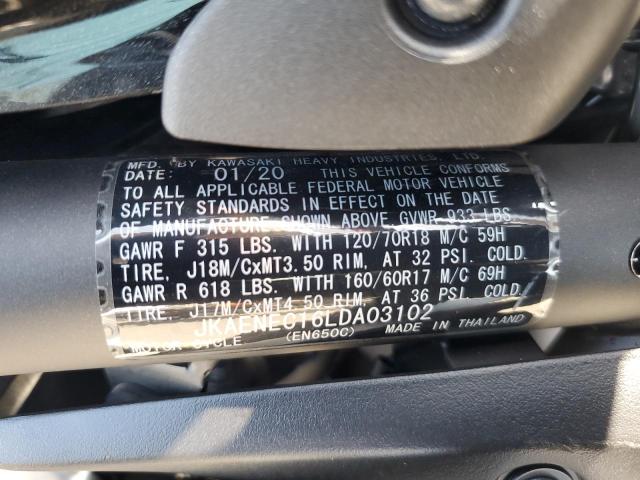 MFD. BY KAWASAKI HEAVY INDUSTRIES, LTD.
DATE: 01/20 THIS VEHICLE CONFORMS
TO ALL APPLICABLE FEDERAL MOTOR VEHICLE
SAFETY STANDARDS IN EFFECT ON THE DATE
OF MANUFACTURE SHOWN ABOVE GVWR 933 LBS
GAWR F 315 LBS. WITH 120/70R18 M/C 59H
TIRE, J18M/CxMT3.50 RIM, AT 32 PSI. COLD.
GAWR R 618 LBS. WITH 160/60R17 M/C 69H
TIRE, J17M/CxMT4.50 RIM, AT 36 PSI. COLD.
JKAENEC16LDA03102
MOTOR CYCLE (EN650C) MADE IN THAILAND